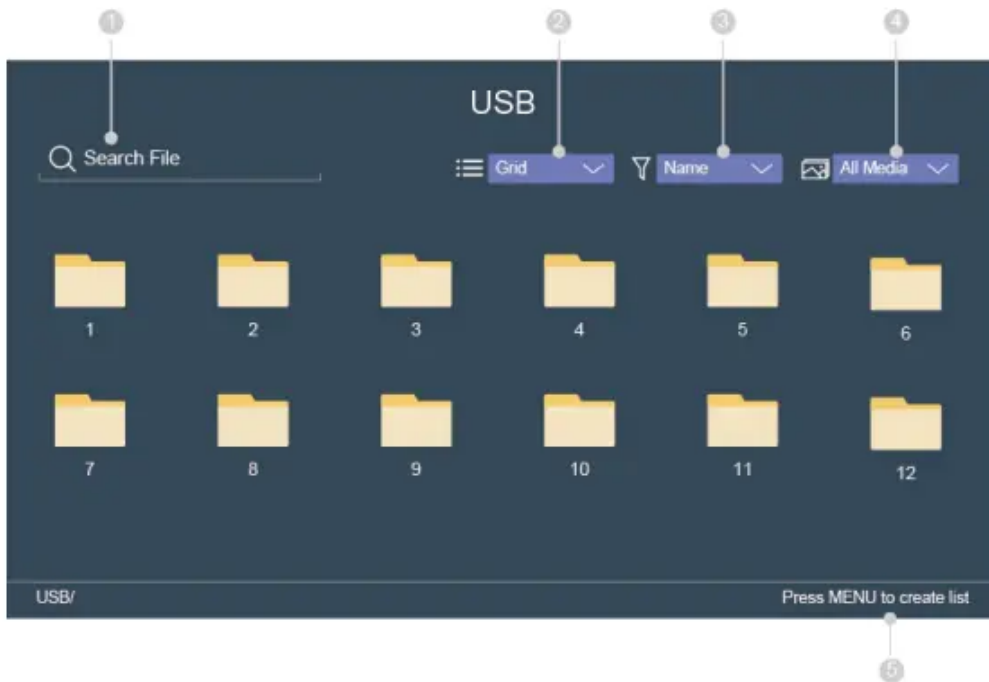 1 2 3 4
USB
Search File
Grid Name All Media
1 2 3 4 5 6
7 8 9 10 11 12
USB/ Press MENU to create list
5